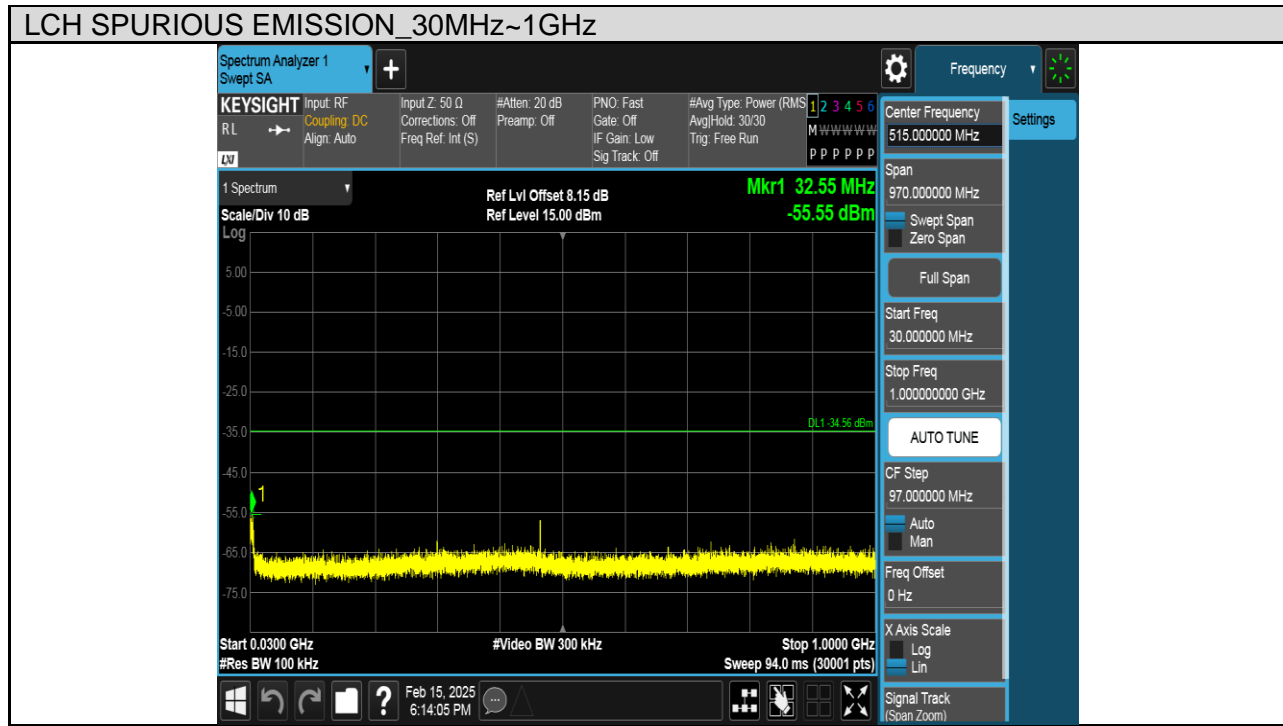 LCH SPURIOUS EMISSION_30MHz~1GHz
Spectrum Analyzer 1
Swept SA
+
Frequency
KEYSIGHT
RL
LXI
Input: RF
Coupling: DC
Align: Auto
Input Z: 50 Ω
Corrections: Off
Freq Ref: Int (S)
#Atten: 20 dB
Preamp: Off
PNO: Fast
Gate: Off
IF Gain: Low
Sig Track: Off
#Avg Type: Power (RMS
Avg|Hold: 30/30
Trig: Free Run
1 2 3 4 5 6
M W W W W W
P P P P P P
Center Frequency
515.000000 MHz
Settings
1 Spectrum
Ref Lvl Offset 8.15 dB
Mkr1 32.55 MHz
Scale/Div 10 dB
Ref Level 15.00 dBm
-55.55 dBm
Log
5.00
-5.00
-15.0
-25.0
-35.0
-45.0
-55.0
-65.0
-75.0
DL1 -34.56 dBm
1
Start 0.0300 GHz
#Video BW 300 kHz
Stop 1.0000 GHz
#Res BW 100 kHz
Sweep 94.0 ms (30001 pts)
Span
970.000000 MHz
Swept Span
Zero Span
Full Span
Start Freq
30.000000 MHz
Stop Freq
1.000000000 GHz
AUTO TUNE
CF Step
97.000000 MHz
Auto
Man
Freq Offset
0 Hz
X Axis Scale
Log
Lin
Signal Track
(Span Zoom)
?
Feb 15, 2025
6:14:05 PM